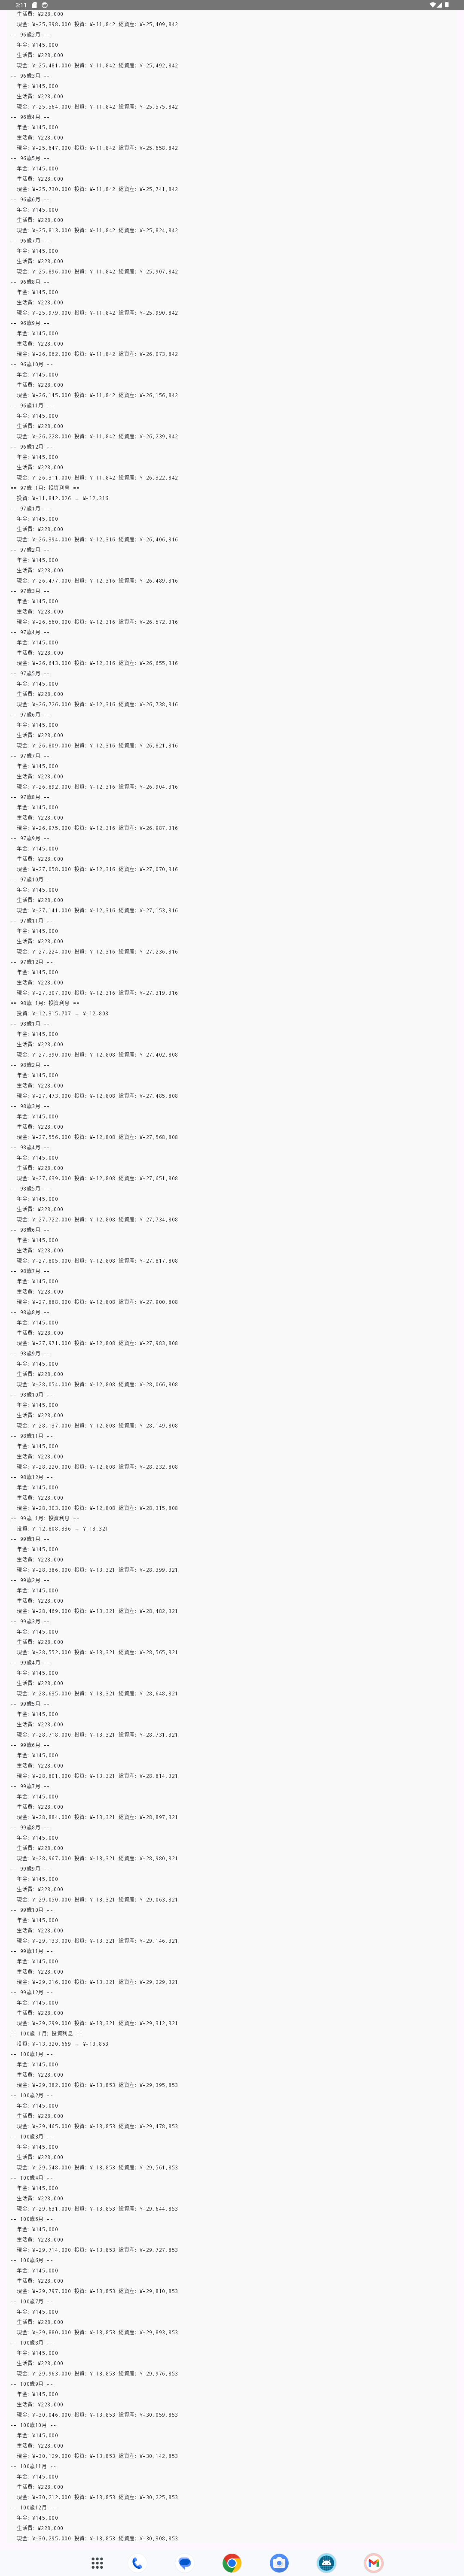 3:11
生活費: ¥228,000
現金: ¥-25,398,000 投資: ¥-11,842 総資産: ¥-25,409,842
-- 96歳2月 --
年金: ¥145,000
生活費: ¥228,000
現金: ¥-25,481,000 投資: ¥-11,842 総資産: ¥-25,492,842
-- 96歳3月 --
年金: ¥145,000
生活費: ¥228,000
現金: ¥-25,564,000 投資: ¥-11,842 総資産: ¥-25,575,842
-- 96歳4月 --
年金: ¥145,000
生活費: ¥228,000
現金: ¥-25,647,000 投資: ¥-11,842 総資産: ¥-25,658,842
-- 96歳5月 --
年金: ¥145,000
生活費: ¥228,000
現金: ¥-25,730,000 投資: ¥-11,842 総資産: ¥-25,741,842
-- 96歳6月 --
年金: ¥145,000
生活費: ¥228,000
現金: ¥-25,813,000 投資: ¥-11,842 総資産: ¥-25,824,842
-- 96歳7月 --
年金: ¥145,000
生活費: ¥228,000
現金: ¥-25,896,000 投資: ¥-11,842 総資産: ¥-25,907,842
-- 96歳8月 --
年金: ¥145,000
生活費: ¥228,000
現金: ¥-25,979,000 投資: ¥-11,842 総資産: ¥-25,990,842
-- 96歳9月 --
年金: ¥145,000
生活費: ¥228,000
現金: ¥-26,062,000 投資: ¥-11,842 総資産: ¥-26,073,842
-- 96歳10月 --
年金: ¥145,000
生活費: ¥228,000
現金: ¥-26,145,000 投資: ¥-11,842 総資産: ¥-26,156,842
-- 96歳11月 --
年金: ¥145,000
生活費: ¥228,000
現金: ¥-26,228,000 投資: ¥-11,842 総資産: ¥-26,239,842
-- 96歳12月 --
年金: ¥145,000
生活費: ¥228,000
現金: ¥-26,311,000 投資: ¥-11,842 総資産: ¥-26,322,842
== 97歳 1月: 投資利息 ==
投資: ¥-11,842.026 → ¥-12,316
-- 97歳1月 --
年金: ¥145,000
生活費: ¥228,000
現金: ¥-26,394,000 投資: ¥-12,316 総資産: ¥-26,406,316
-- 97歳2月 --
年金: ¥145,000
生活費: ¥228,000
現金: ¥-26,477,000 投資: ¥-12,316 総資産: ¥-26,489,316
-- 97歳3月 --
年金: ¥145,000
生活費: ¥228,000
現金: ¥-26,560,000 投資: ¥-12,316 総資産: ¥-26,572,316
-- 97歳4月 --
年金: ¥145,000
生活費: ¥228,000
現金: ¥-26,643,000 投資: ¥-12,316 総資産: ¥-26,655,316
-- 97歳5月 --
年金: ¥145,000
生活費: ¥228,000
現金: ¥-26,726,000 投資: ¥-12,316 総資産: ¥-26,738,316
-- 97歳6月 --
年金: ¥145,000
生活費: ¥228,000
現金: ¥-26,809,000 投資: ¥-12,316 総資産: ¥-26,821,316
-- 97歳7月 --
年金: ¥145,000
生活費: ¥228,000
現金: ¥-26,892,000 投資: ¥-12,316 総資産: ¥-26,904,316
-- 97歳8月 --
年金: ¥145,000
生活費: ¥228,000
現金: ¥-26,975,000 投資: ¥-12,316 総資産: ¥-26,987,316
-- 97歳9月 --
年金: ¥145,000
生活費: ¥228,000
現金: ¥-27,058,000 投資: ¥-12,316 総資産: ¥-27,070,316
-- 97歳10月 --
年金: ¥145,000
生活費: ¥228,000
現金: ¥-27,141,000 投資: ¥-12,316 総資産: ¥-27,153,316
-- 97歳11月 --
年金: ¥145,000
生活費: ¥228,000
現金: ¥-27,224,000 投資: ¥-12,316 総資産: ¥-27,236,316
-- 97歳12月 --
年金: ¥145,000
生活費: ¥228,000
現金: ¥-27,307,000 投資: ¥-12,316 総資産: ¥-27,319,316
== 98歳 1月: 投資利息 ==
投資: ¥-12,315.707 → ¥-12,808
-- 98歳1月 --
年金: ¥145,000
生活費: ¥228,000
現金: ¥-27,390,000 投資: ¥-12,808 総資産: ¥-27,402,808
-- 98歳2月 --
年金: ¥145,000
生活費: ¥228,000
現金: ¥-27,473,000 投資: ¥-12,808 総資産: ¥-27,485,808
-- 98歳3月 --
年金: ¥145,000
生活費: ¥228,000
現金: ¥-27,556,000 投資: ¥-12,808 総資産: ¥-27,568,808
-- 98歳4月 --
年金: ¥145,000
生活費: ¥228,000
現金: ¥-27,639,000 投資: ¥-12,808 総資産: ¥-27,651,808
-- 98歳5月 --
年金: ¥145,000
生活費: ¥228,000
現金: ¥-27,722,000 投資: ¥-12,808 総資産: ¥-27,734,808
-- 98歳6月 --
年金: ¥145,000
生活費: ¥228,000
現金: ¥-27,805,000 投資: ¥-12,808 総資産: ¥-27,817,808
-- 98歳7月 --
年金: ¥145,000
生活費: ¥228,000
現金: ¥-27,888,000 投資: ¥-12,808 総資産: ¥-27,900,808
-- 98歳8月 --
年金: ¥145,000
生活費: ¥228,000
現金: ¥-27,971,000 投資: ¥-12,808 総資産: ¥-27,983,808
-- 98歳9月 --
年金: ¥145,000
生活費: ¥228,000
現金: ¥-28,054,000 投資: ¥-12,808 総資産: ¥-28,066,808
-- 98歳10月 --
年金: ¥145,000
生活費: ¥228,000
現金: ¥-28,137,000 投資: ¥-12,808 総資産: ¥-28,149,808
-- 98歳11月 --
年金: ¥145,000
生活費: ¥228,000
現金: ¥-28,220,000 投資: ¥-12,808 総資産: ¥-28,232,808
-- 98歳12月 --
年金: ¥145,000
生活費: ¥228,000
現金: ¥-28,303,000 投資: ¥-12,808 総資産: ¥-28,315,808
== 99歳 1月: 投資利息 ==
投資: ¥-12,808.336 → ¥-13,321
-- 99歳1月 --
年金: ¥145,000
生活費: ¥228,000
現金: ¥-28,386,000 投資: ¥-13,321 総資産: ¥-28,399,321
-- 99歳2月 --
年金: ¥145,000
生活費: ¥228,000
現金: ¥-28,469,000 投資: ¥-13,321 総資産: ¥-28,482,321
-- 99歳3月 --
年金: ¥145,000
生活費: ¥228,000
現金: ¥-28,552,000 投資: ¥-13,321 総資産: ¥-28,565,321
-- 99歳4月 --
年金: ¥145,000
生活費: ¥228,000
現金: ¥-28,635,000 投資: ¥-13,321 総資産: ¥-28,648,321
-- 99歳5月 --
年金: ¥145,000
生活費: ¥228,000
現金: ¥-28,718,000 投資: ¥-13,321 総資産: ¥-28,731,321
-- 99歳6月 --
年金: ¥145,000
生活費: ¥228,000
現金: ¥-28,801,000 投資: ¥-13,321 総資産: ¥-28,814,321
-- 99歳7月 --
年金: ¥145,000
生活費: ¥228,000
現金: ¥-28,884,000 投資: ¥-13,321 総資産: ¥-28,897,321
-- 99歳8月 --
年金: ¥145,000
生活費: ¥228,000
現金: ¥-28,967,000 投資: ¥-13,321 総資産: ¥-28,980,321
-- 99歳9月 --
年金: ¥145,000
生活費: ¥228,000
現金: ¥-29,050,000 投資: ¥-13,321 総資産: ¥-29,063,321
-- 99歳10月 --
年金: ¥145,000
生活費: ¥228,000
現金: ¥-29,133,000 投資: ¥-13,321 総資産: ¥-29,146,321
-- 99歳11月 --
年金: ¥145,000
生活費: ¥228,000
現金: ¥-29,216,000 投資: ¥-13,321 総資産: ¥-29,229,321
-- 99歳12月 --
年金: ¥145,000
生活費: ¥228,000
現金: ¥-29,299,000 投資: ¥-13,321 総資産: ¥-29,312,321
== 100歳 1月: 投資利息 ==
投資: ¥-13,320.669 → ¥-13,853
-- 100歳1月 --
年金: ¥145,000
生活費: ¥228,000
現金: ¥-29,382,000 投資: ¥-13,853 総資産: ¥-29,395,853
-- 100歳2月 --
年金: ¥145,000
生活費: ¥228,000
現金: ¥-29,465,000 投資: ¥-13,853 総資産: ¥-29,478,853
-- 100歳3月 --
年金: ¥145,000
生活費: ¥228,000
現金: ¥-29,548,000 投資: ¥-13,853 総資産: ¥-29,561,853
-- 100歳4月 --
年金: ¥145,000
生活費: ¥228,000
現金: ¥-29,631,000 投資: ¥-13,853 総資産: ¥-29,644,853
-- 100歳5月 --
年金: ¥145,000
生活費: ¥228,000
現金: ¥-29,714,000 投資: ¥-13,853 総資産: ¥-29,727,853
-- 100歳6月 --
年金: ¥145,000
生活費: ¥228,000
現金: ¥-29,797,000 投資: ¥-13,853 総資産: ¥-29,810,853
-- 100歳7月 --
年金: ¥145,000
生活費: ¥228,000
現金: ¥-29,880,000 投資: ¥-13,853 総資産: ¥-29,893,853
-- 100歳8月 --
年金: ¥145,000
生活費: ¥228,000
現金: ¥-29,963,000 投資: ¥-13,853 総資産: ¥-29,976,853
-- 100歳9月 --
年金: ¥145,000
生活費: ¥228,000
現金: ¥-30,046,000 投資: ¥-13,853 総資産: ¥-30,059,853
-- 100歳10月 --
年金: ¥145,000
生活費: ¥228,000
現金: ¥-30,129,000 投資: ¥-13,853 総資産: ¥-30,142,853
-- 100歳11月 --
年金: ¥145,000
生活費: ¥228,000
現金: ¥-30,212,000 投資: ¥-13,853 総資産: ¥-30,225,853
-- 100歳12月 --
年金: ¥145,000
生活費: ¥228,000
現金: ¥-30,295,000 投資: ¥-13,853 総資産: ¥-30,308,853